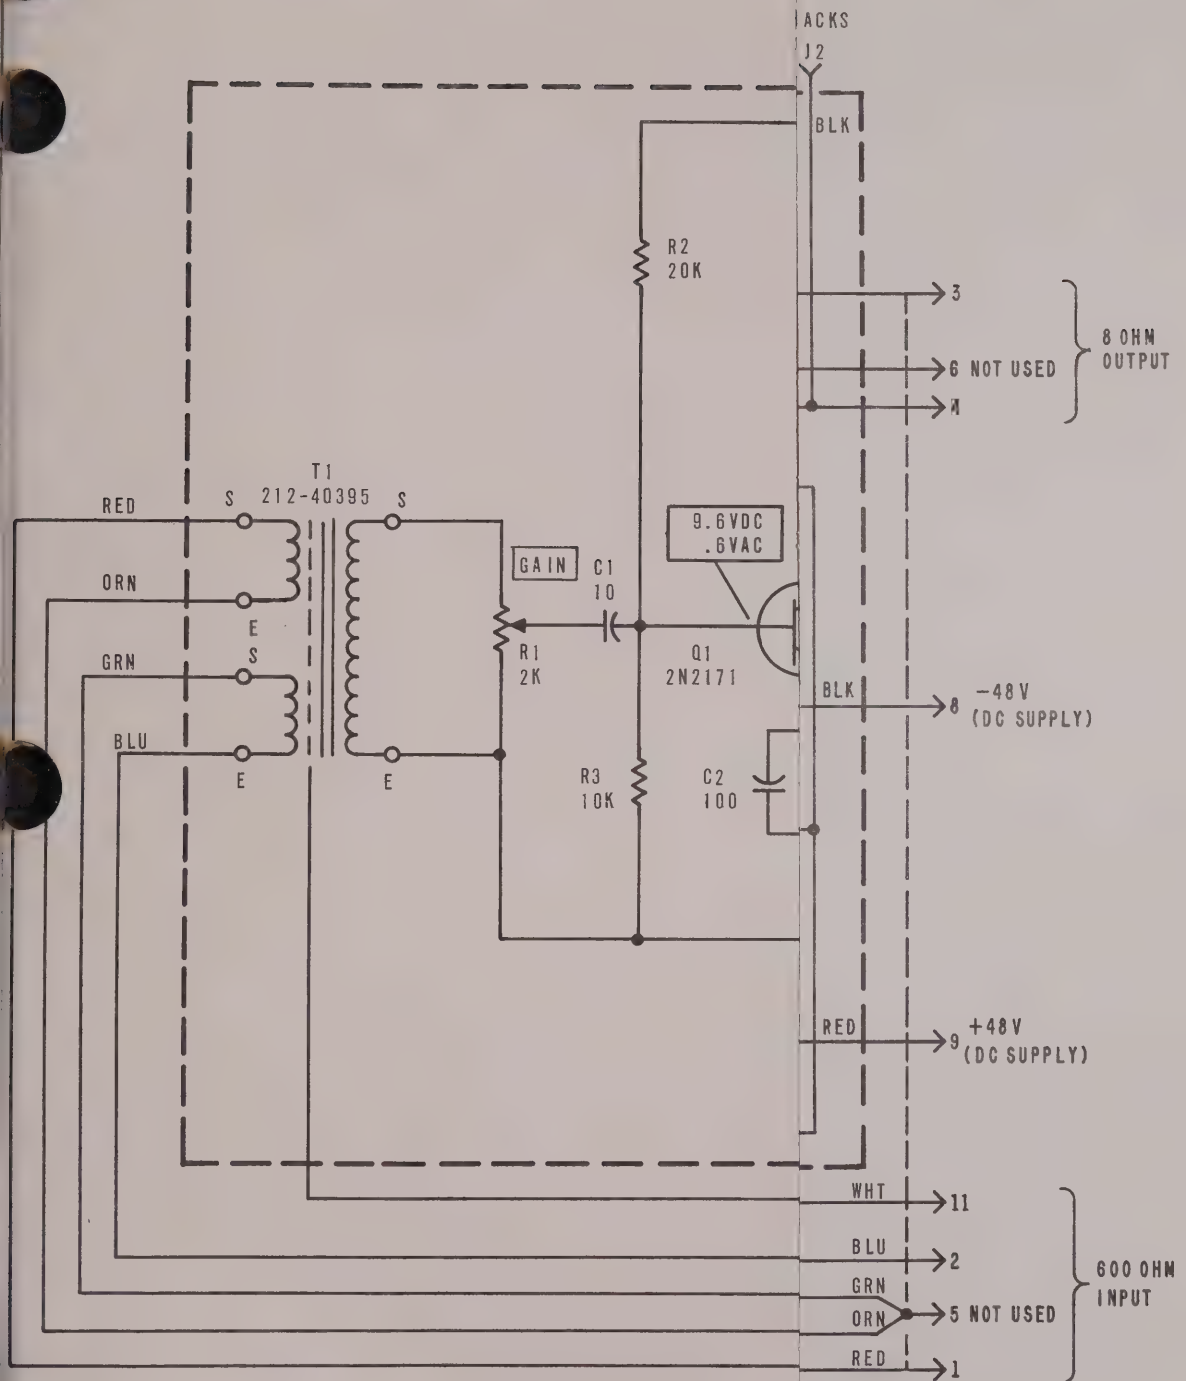 ACKS
J2
BLK
R2
20K
3
8 OHM
OUTPUT
6 NOT USED
T1
212-40395
S
S
RED
9.6VDC
.6VAC
GAIN
C1
10
ORN
E
S
R1
2K
Q1
2N2171
GRN
BLK
8
-48V
(DC SUPPLY)
BLU
E
E
R3
10K
C2
100
RED
9
+48V
(DC SUPPLY)
WHT
11
BLU
2
600 OHM
INPUT
GRN
5 NOT USED
ORN
RED
1